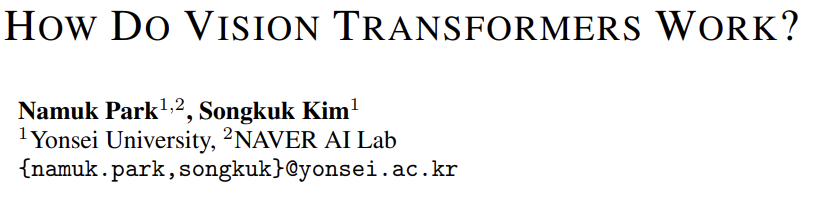 HOW DO VISION TRANSFORMERS WORK?
Namuk Park1,2, Songkuk Kim1
1Yonsei University, 2NAVER AI Lab
{namuk.park,songkuk}@yonsei.ac.kr